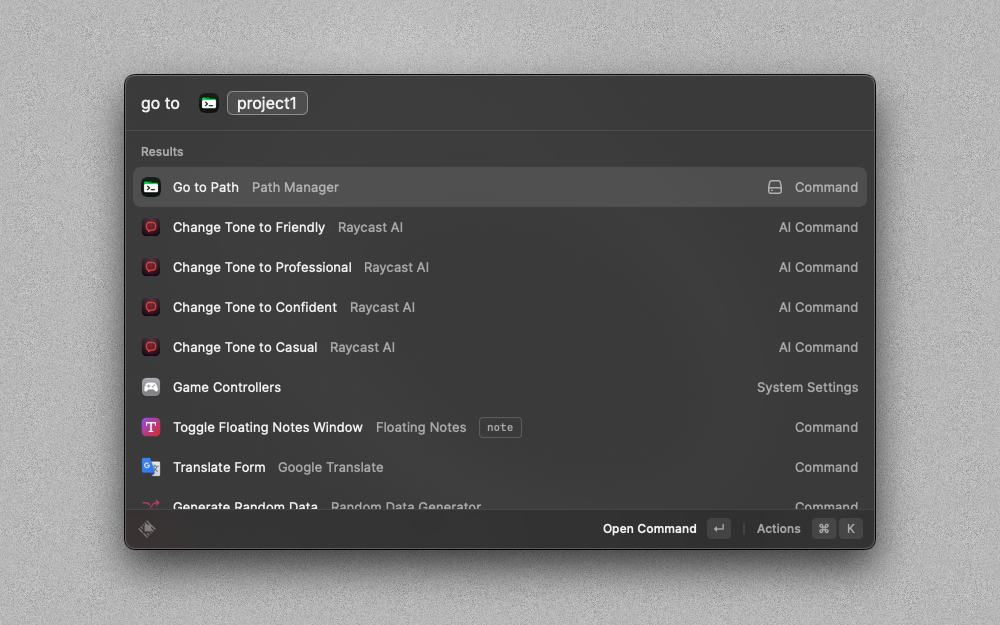 go to project1
Results
Go to Path Path Manager Command
Change Tone to Friendly Raycast AI AI Command
Change Tone to Professional Raycast AI AI Command
Change Tone to Confident Raycast AI AI Command
Change Tone to Casual Raycast AI AI Command
Game Controllers System Settings
Toggle Floating Notes Window Floating Notes note Command
Translate Form Google Translate Command
Generate Random Data Random Data Generator Command
Open Command ↵ Actions ⌘ K